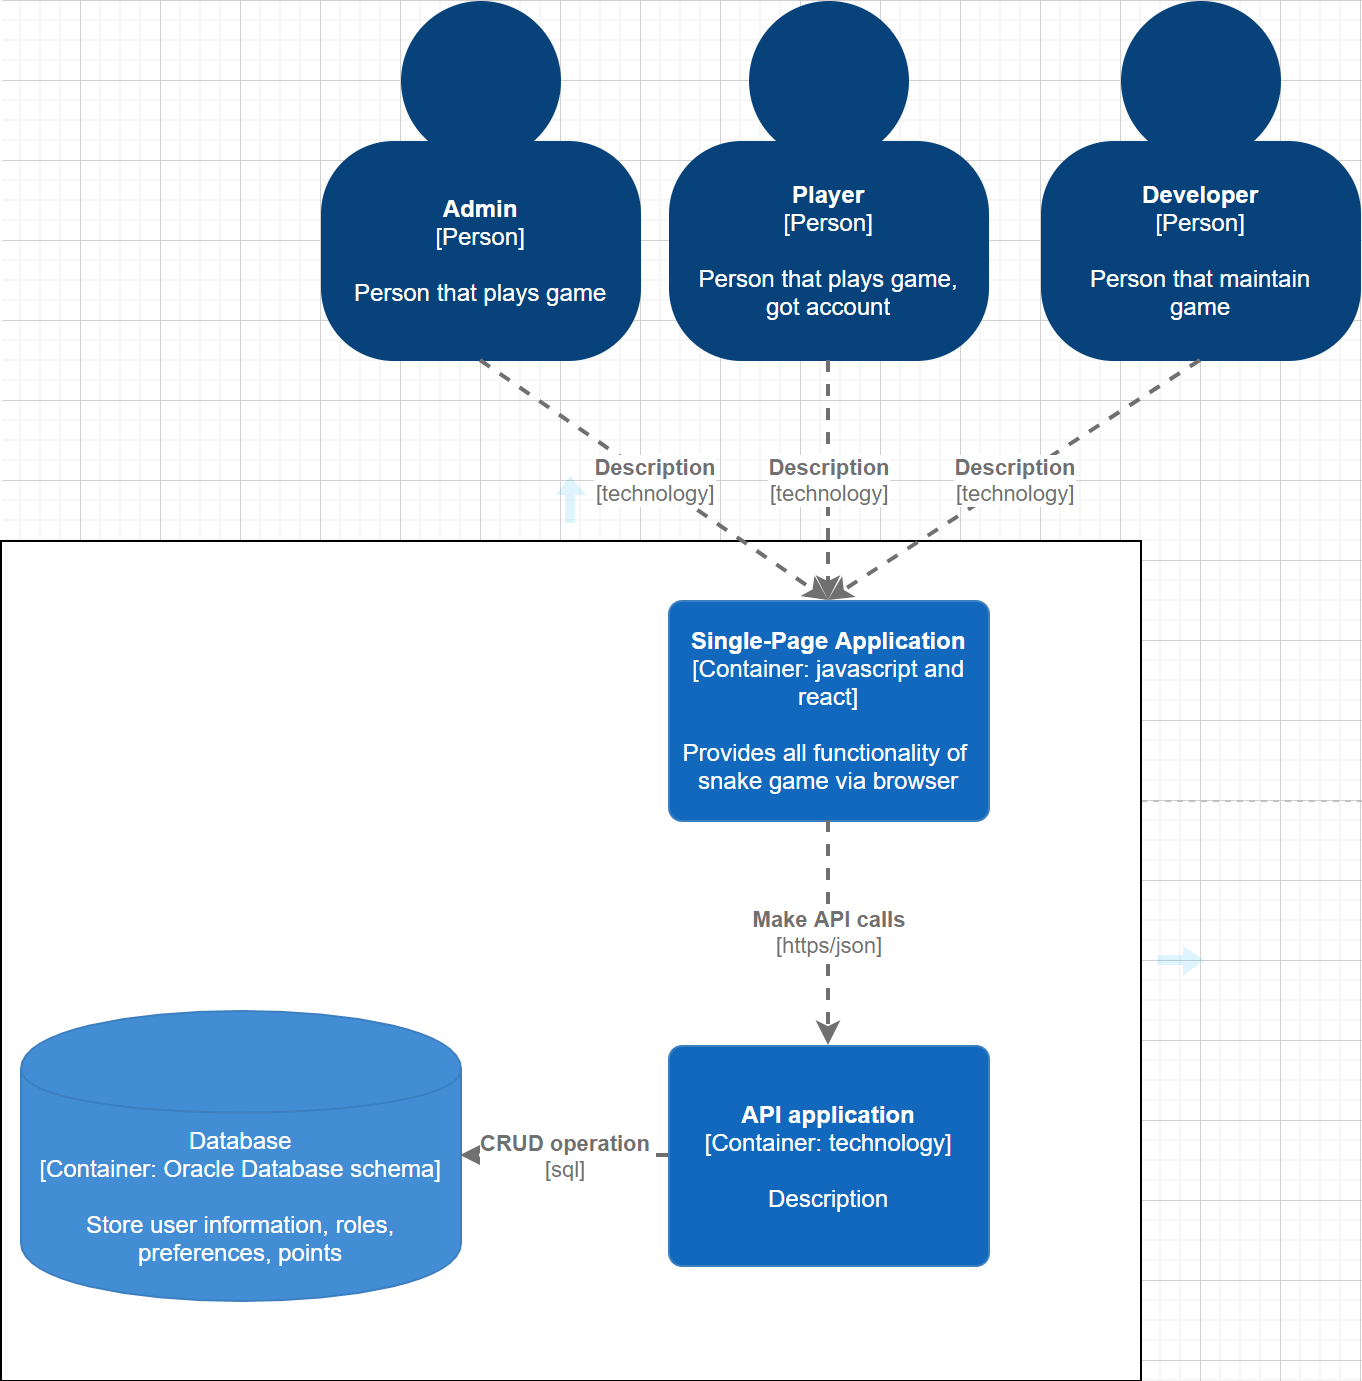 Admin
[Person]
Person that plays game
Player
[Person]
Person that plays game,
got account
Developer
[Person]
Person that maintain
game
Description
[technology]
Description
[technology]
Description
[technology]
Single-Page Application
[Container: javascript and
react]
Provides all functionality of
snake game via browser
Make API calls
[https/json]
API application
[Container: technology]
Description
CRUD operation
[sql]
Database
[Container: Oracle Database schema]
Store user information, roles,
preferences, points